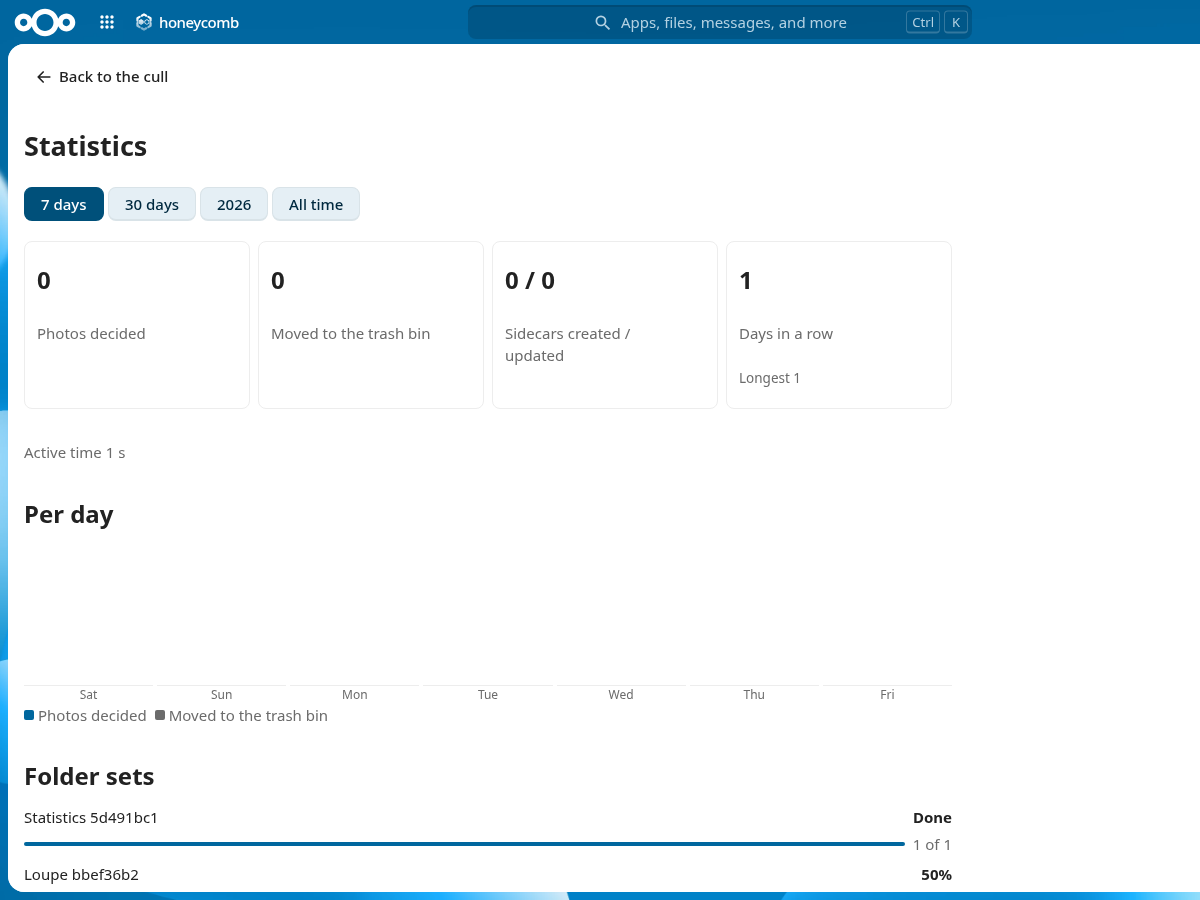 honeycomb
Apps, files, messages, and more
Ctrl K
Back to the cull
Statistics
7 days
30 days
2026
All time
0
Photos decided
0
Moved to the trash bin
0 / 0
Sidecars created /
updated
1
Days in a row
Longest 1
Active time 1 s
Per day
Sat Sun Mon Tue Wed Thu Fri
Photos decided Moved to the trash bin
Folder sets
Statistics 5d491bc1 Done
1 of 1
Loupe bbef36b2 50%